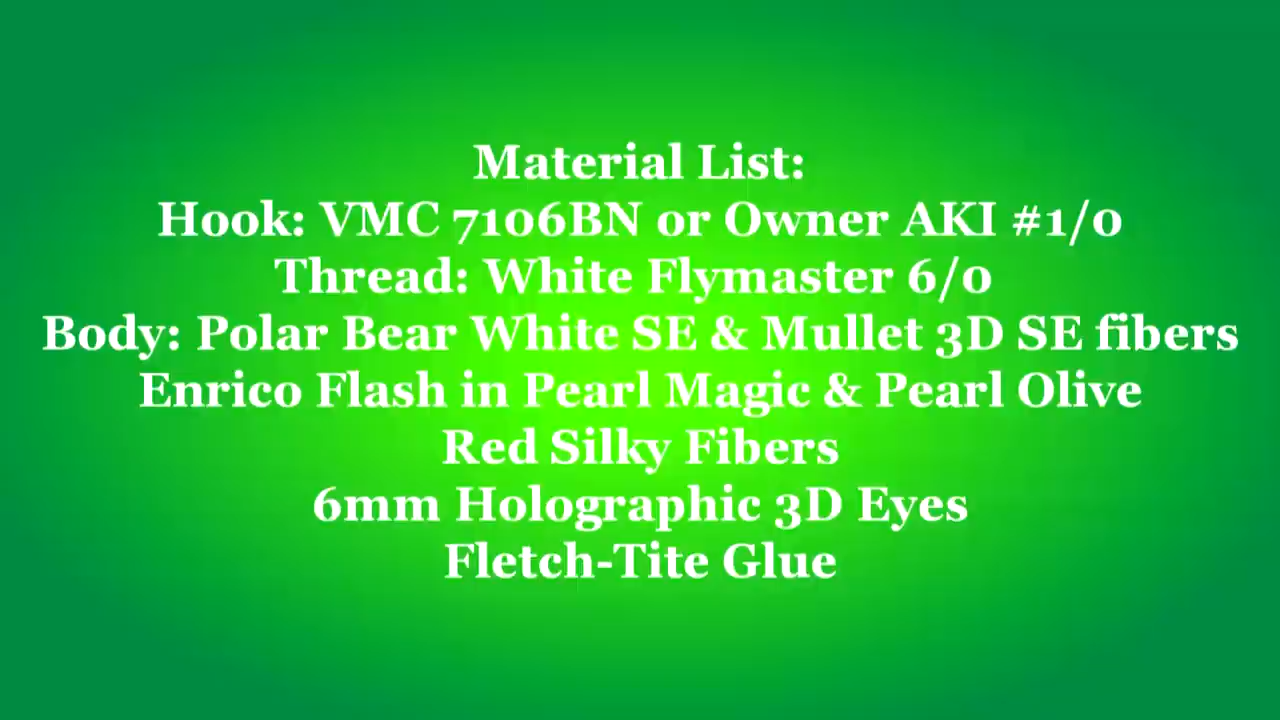 Material List:
Hook: VMC 7106BN or Owner AKI #1/0
Thread: White Flymaster 6/0
Body: Polar Bear White SE & Mullet 3D SE fibers
Enrico Flash in Pearl Magic & Pearl Olive
Red Silky Fibers
6mm Holographic 3D Eyes
Fletch-Tite Glue